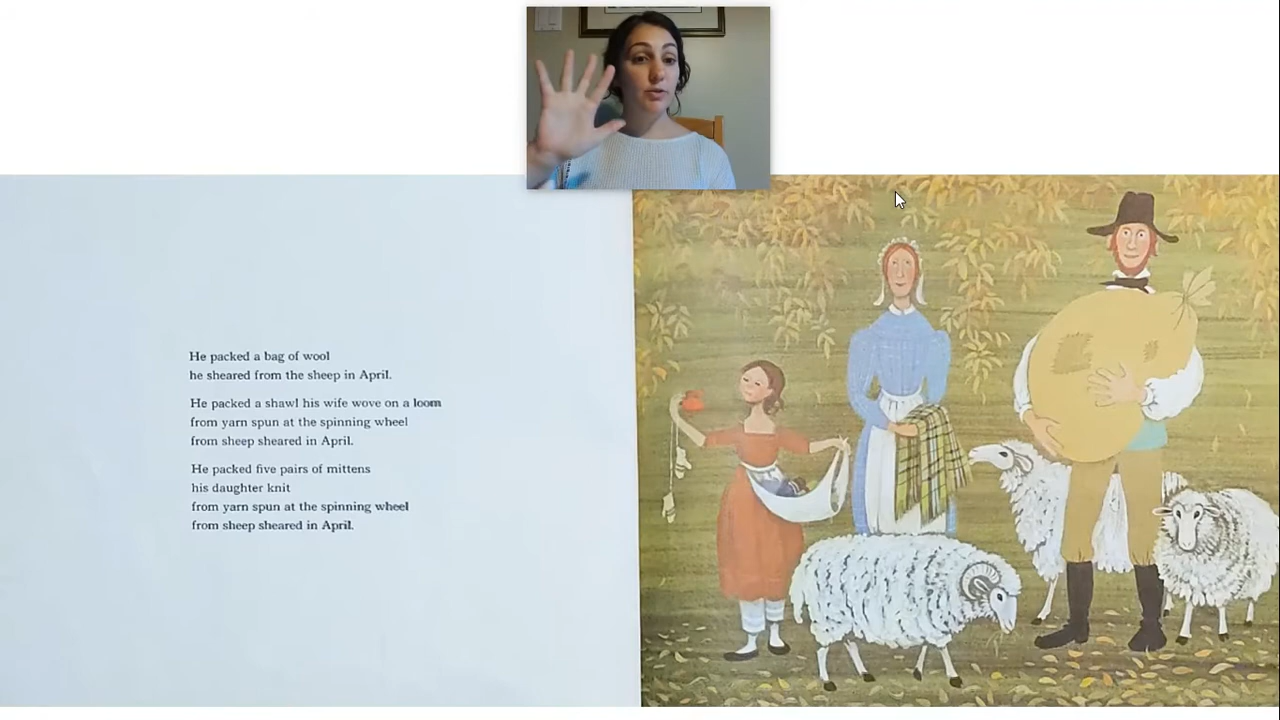 He packed a bag of wool
he sheared from the sheep in April.
He packed a shawl his wife wove on a loom
from yarn spun at the spinning wheel
from sheep sheared in April.
He packed five pairs of mittens
his daughter knit
from yarn spun at the spinning wheel
from sheep sheared in April.